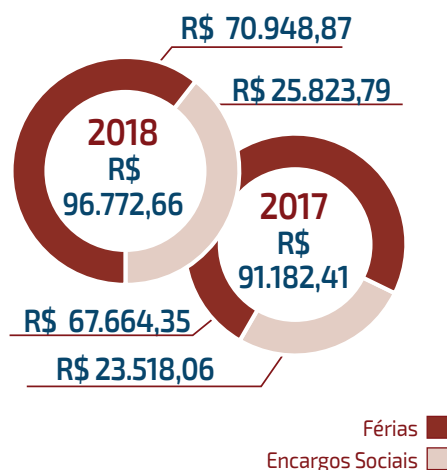 R$ 70.948,87
R$ 25.823,79
2018
R$
96.772,66
2017
R$
91.182,41
R$ 67.664,35
R$ 23.518,06
Férias
Encargos Sociais